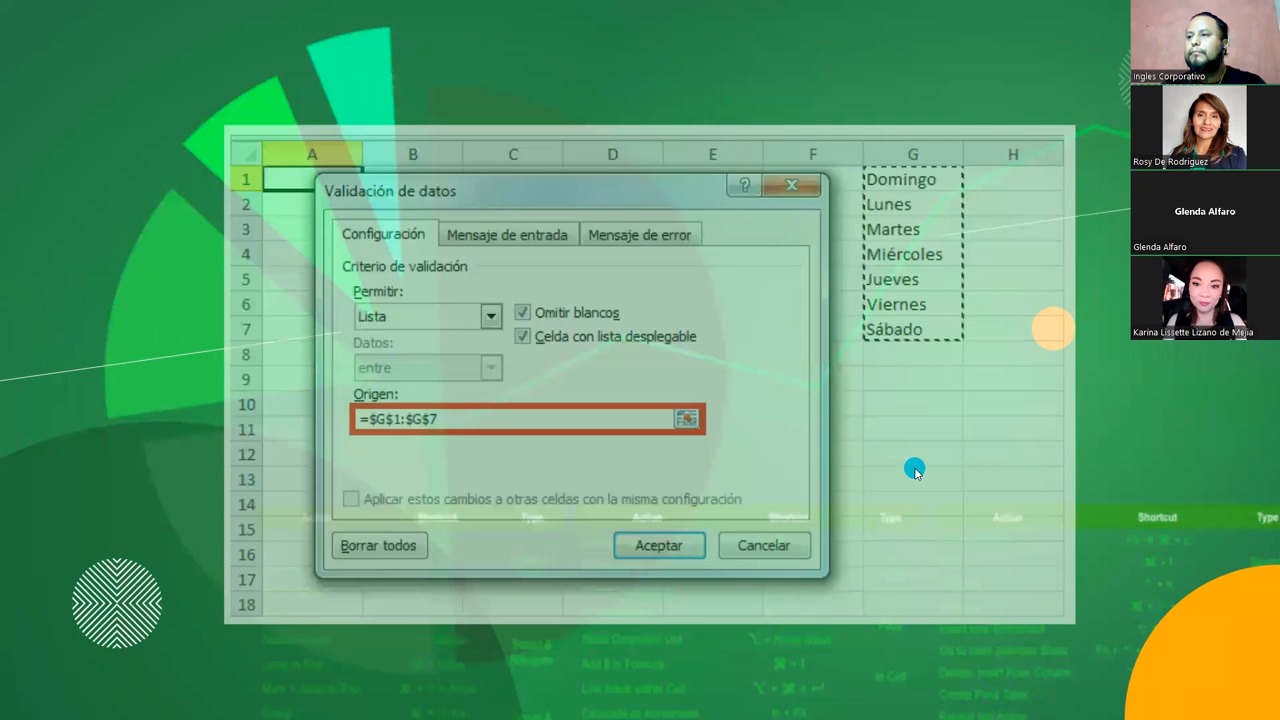 A B C D E F G H
1 Domingo
2 Lunes
3 Martes
4 Miércoles
5 Jueves
6 Viernes
7 Sábado
8
9
10
11
12
13
14
15
16
17
18
Validación de datos
?
Configuración Mensaje de entrada Mensaje de error
Criterio de validación
Permitir:
Lista Omitir blancos
Celda con lista desplegable
Datos:
entre
Origen:
=$G$1:$G$7
Aplicar estos cambios a otras celdas con la misma configuración
Borrar todos Aceptar Cancelar
Shortcut Type Action Shortcut Type Action Shortcut Type
Ingles Corporativo
Rosy De Rodriguez
Glenda Alfaro
Glenda Alfaro
Karina Lissette Lizano de Mejia